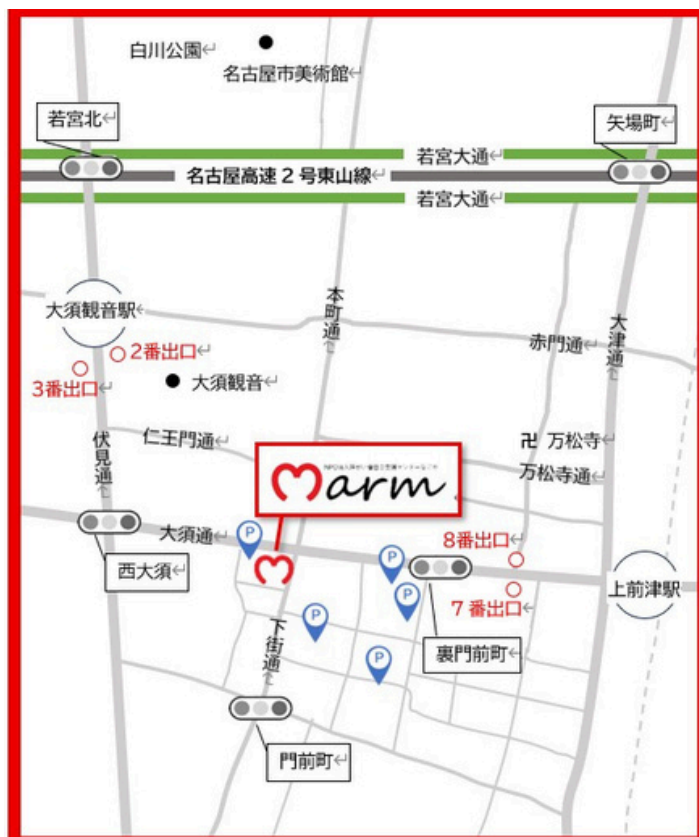 白川公園
名古屋市美術館
若宮北
矢場町
若宮大通
名古屋高速2号東山線
若宮大通
大須観音駅
本町通
大津通
赤門通
2番出口
3番出口
大須観音
伏見通
仁王門通
卍 万松寺
万松寺通
marm
大須通
P
8番出口
西大須
P
上前津駅
7番出口
P
下街通
P
裏門前町
P
門前町